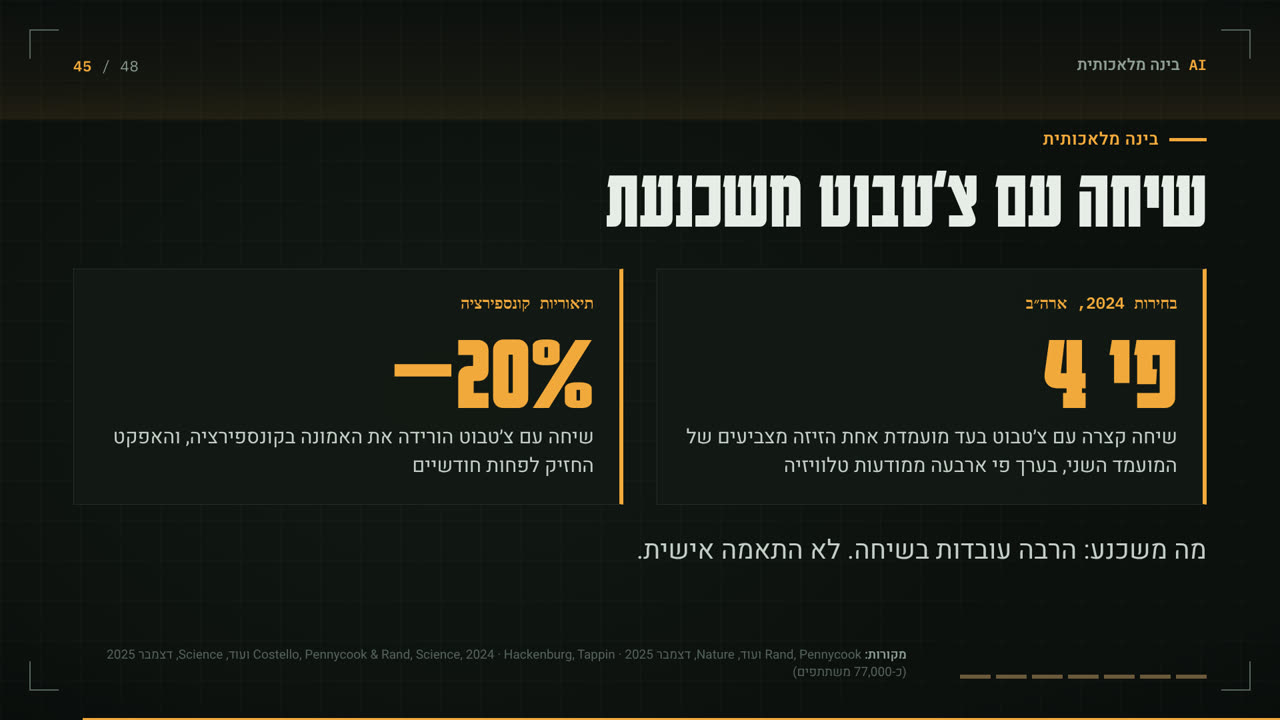 AI בינה מלאכותית
45 / 48
בינה מלאכותית
שיחה עם צ'טבוט משכנעת
בחירות 2024, ארה״ב
פי 4
שיחה קצרה עם צ'טבוט בעד מועמדת אחת הזיזה מצביעים של
המועמד השני, בערך פי ארבעה ממודעות טלוויזיה
תיאוריות קונספירציה
—20%
שיחה עם צ'טבוט הורידה את האמונה בקונספירציה, והאפקט
החזיק לפחות חודשיים
מה משכנע: הרבה עובדות בשיחה. לא התאמה אישית.
מקורות: Rand, Pennycook ועוד, Nature, דצמבר 2025 · Costello, Pennycook & Rand, Science, 2024 · Hackenburg, Tappin ועוד, Science, דצמבר 2025
(כ-77,000 משתתפים)